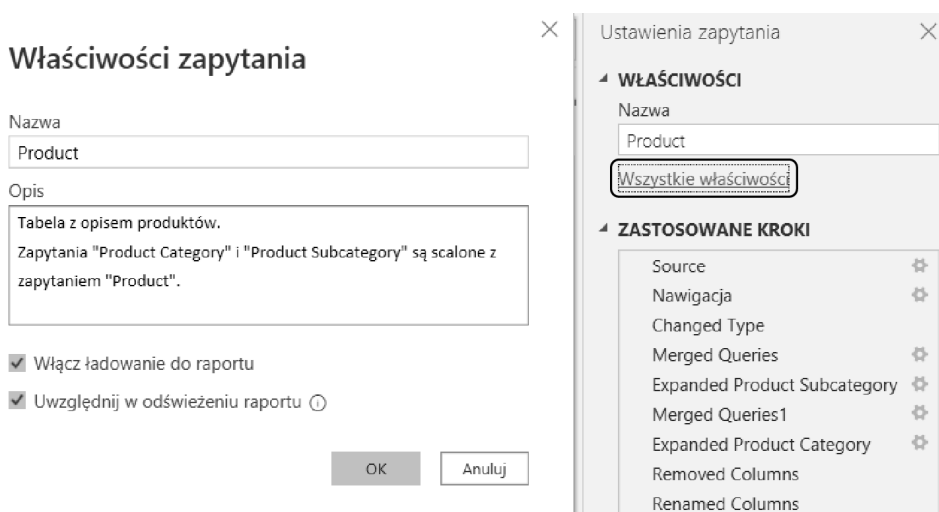 Właściwości zapytania
Nazwa
Product
Opis
Tabela z opisem produktów.
Zapytania "Product Category" i "Product Subcategory" są scalone z
zapytaniem "Product".
Włącz ładowanie do raportu
Uwzględnij w odświeżeniu raportu
OK
Anuluj
Ustawienia zapytania
WŁAŚCIWOŚCI
Nazwa
Product
Wszystkie właściwości
ZASTOSOWANE KROKI
Source
Nawigacja
Changed Type
Merged Queries
Expanded Product Subcategory
Merged Queries1
Expanded Product Category
Removed Columns
Renamed Columns